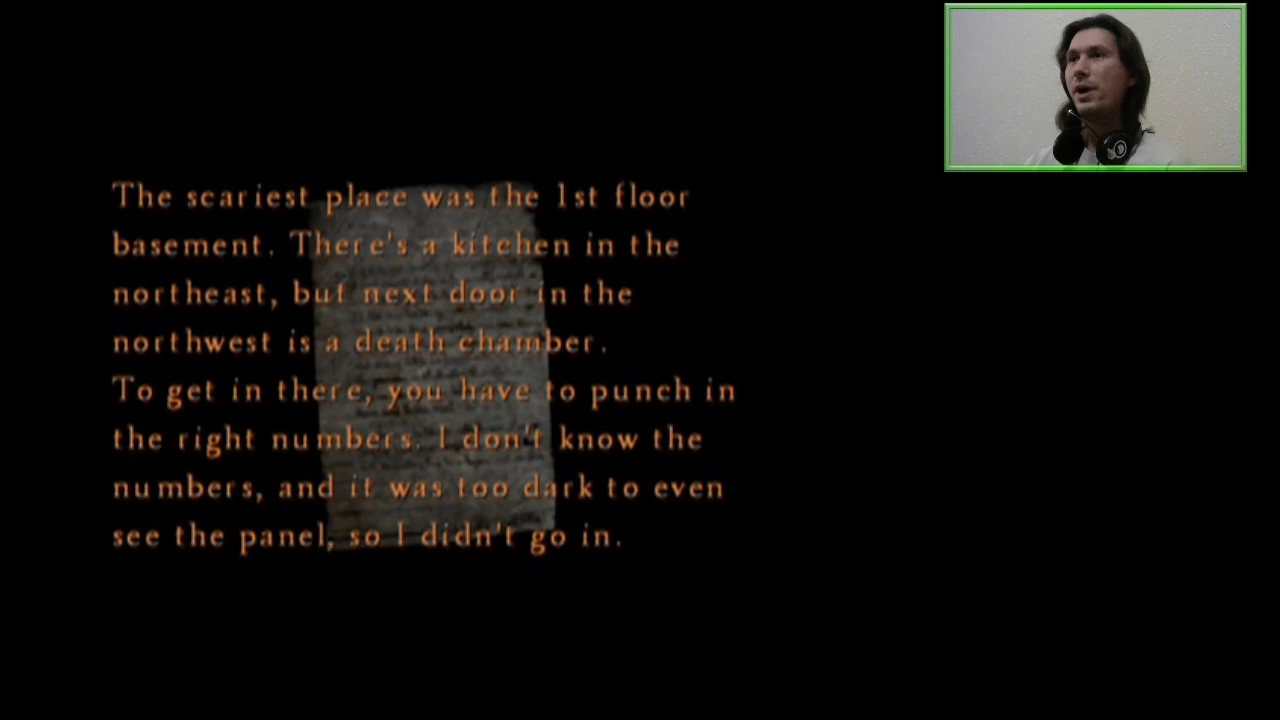 The scariest place was the 1st floor
basement. There's a kitchen in the
northeast, but next door in the
northwest is a death chamber.
To get in there, you have to punch in
the right numbers. I don't know the
numbers, and it was too dark to even
see the panel, so I didn't go in.